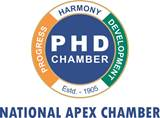 PROGRESS
HARMONY
DEVELOPMENT
PHD
CHAMBER
Estd. - 1905
NATIONAL APEX CHAMBER